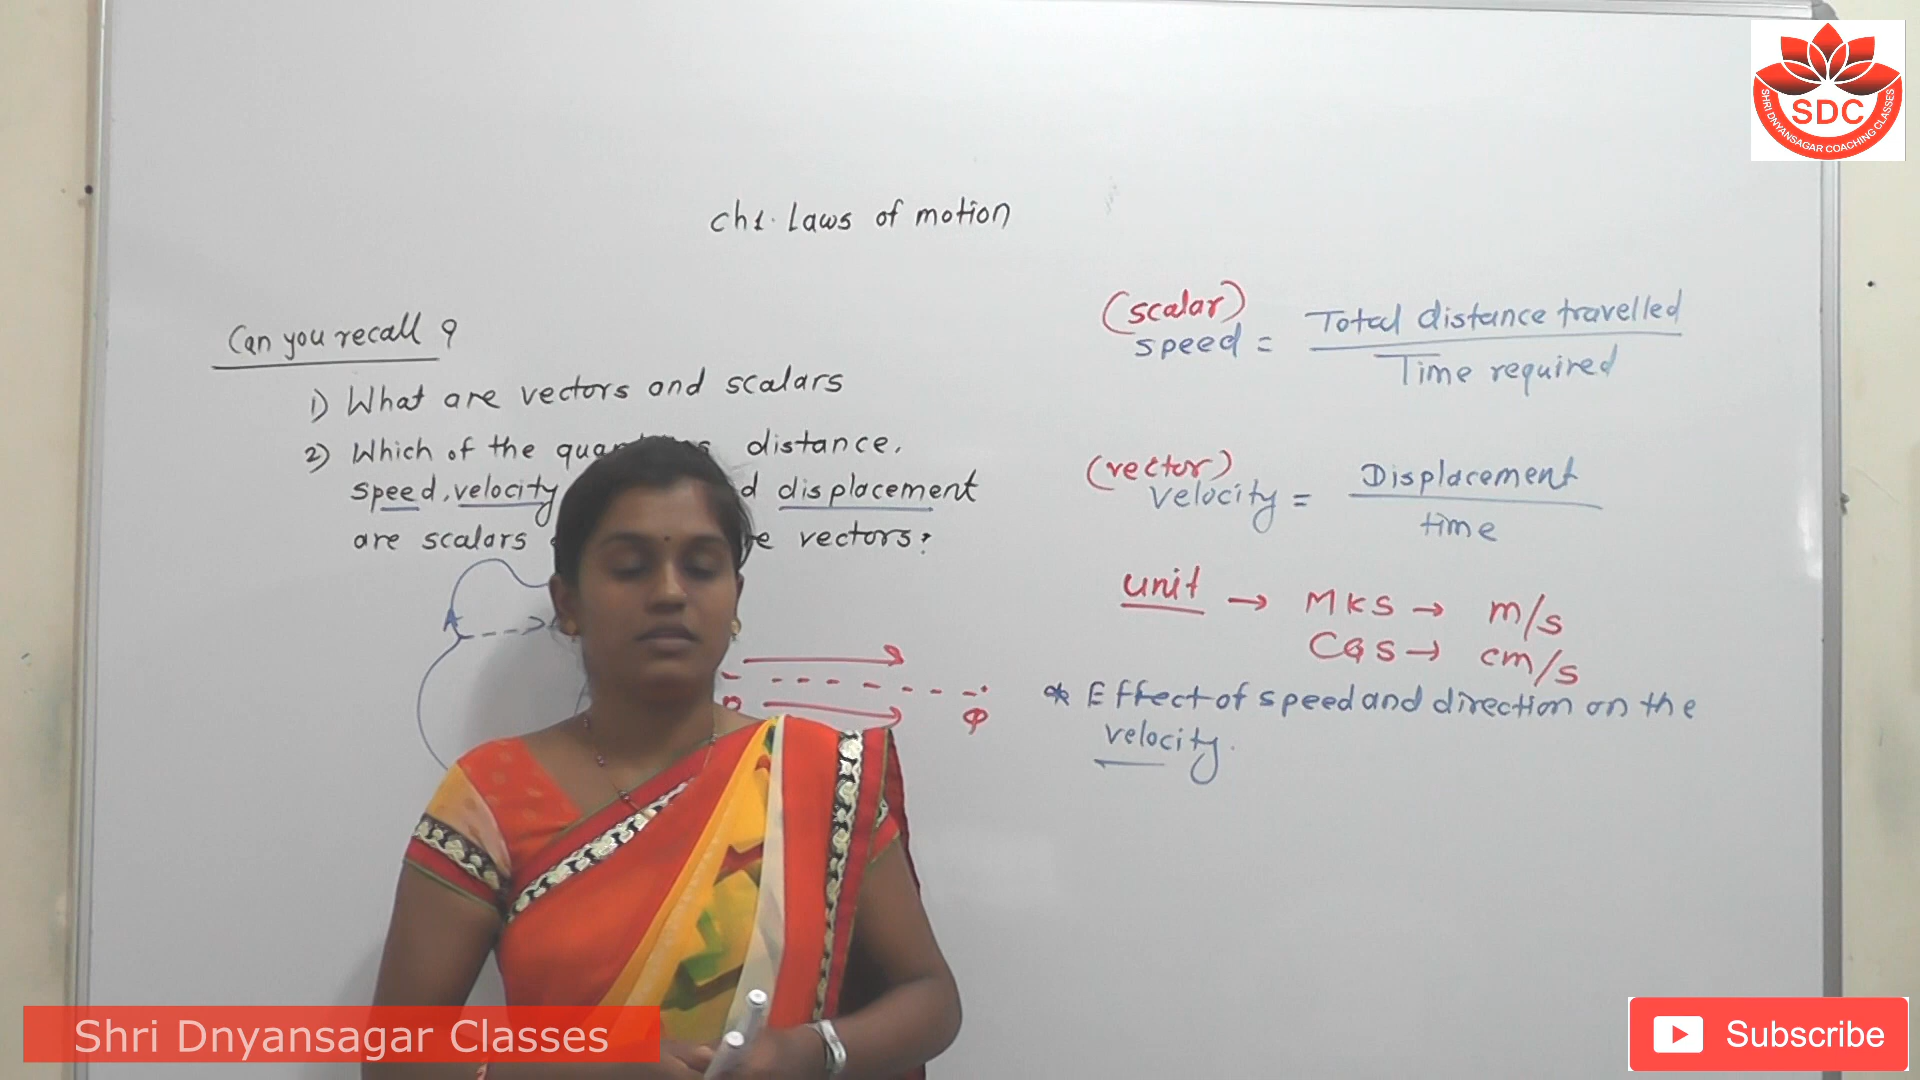 SDC
SHRI DNYANSAGAR COACHING CLASSES
ch 1. Laws of motion
Can you recall ?
1) What are vectors and scalars
2) Which of the distance,
speed, velocity displacement
are scalars vectors?
(scalar)
speed = Total distance travelled
Time required
(vector)
velocity = Displacement
time
unit → MKS → m/s
CGS → cm/s
* Effect of speed and direction on the
velocity.
Shri Dnyansagar Classes
Subscribe